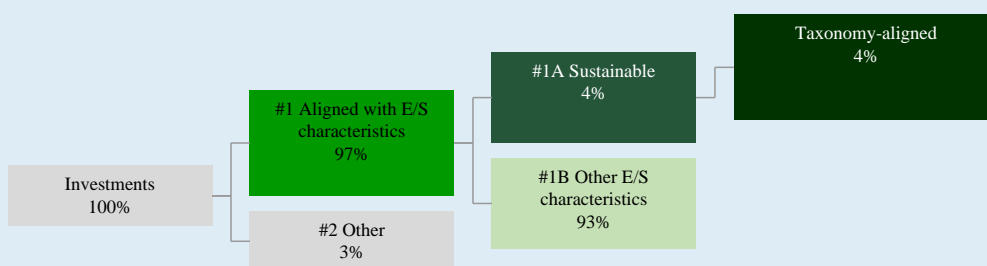 Investments
100%
#1 Aligned with E/S
characteristics
97%
#2 Other
3%
#1A Sustainable
4%
#1B Other E/S
characteristics
93%
Taxonomy-aligned
4%